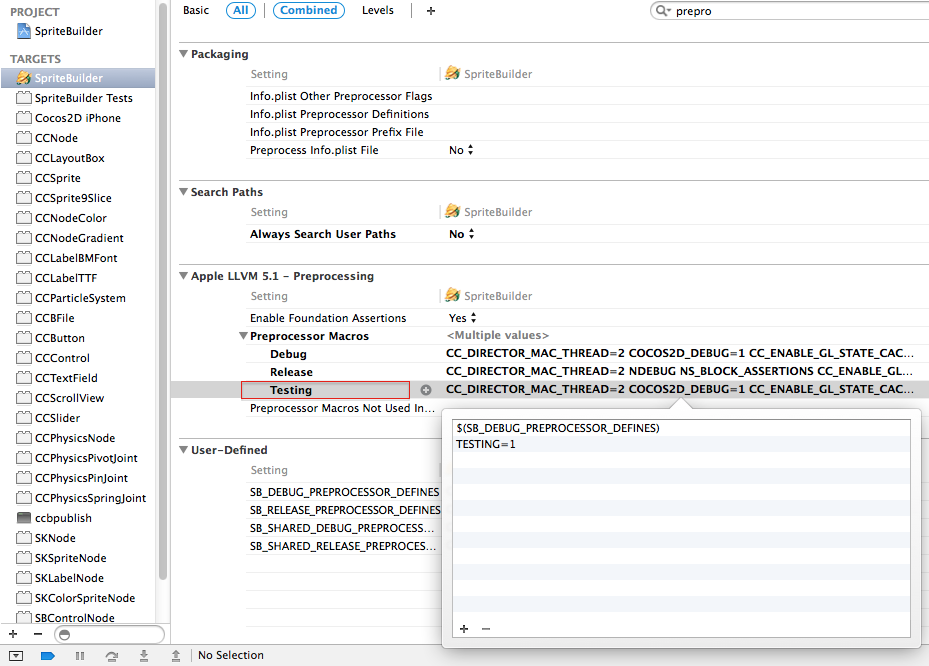 PROJECT
SpriteBuilder
TARGETS
SpriteBuilder
SpriteBuilder Tests
Cocos2D iPhone
CCNode
CCLayoutBox
CCSprite
CCSprite9Slice
CCNodeColor
CCNodeGradient
CCLabelBMFont
CCLabelTTF
CCParticleSystem
CCBFile
CCButton
CCControl
CCTextField
CCScrollView
CCSlider
CCPhysicsNode
CCPhysicsPivotJoint
CCPhysicsPinJoint
CCPhysicsSpringJoint
ccbpublish
SKNode
SKSpriteNode
SKLabelNode
SKColorSpriteNode
SBControlNode
Basic All Combined Levels +
prepro
Packaging
Setting SpriteBuilder
Info.plist Other Preprocessor Flags
Info.plist Preprocessor Definitions
Info.plist Preprocessor Prefix File
Preprocess Info.plist File No
Search Paths
Setting SpriteBuilder
Always Search User Paths No
Apple LLVM 5.1 - Preprocessing
Setting SpriteBuilder
Enable Foundation Assertions Yes
Preprocessor Macros <Multiple values>
Debug CC_DIRECTOR_MAC_THREAD=2 COCOS2D_DEBUG=1 CC_ENABLE_GL_STATE_CAC...
Release CC_DIRECTOR_MAC_THREAD=2 NDEBUG NS_BLOCK_ASSERTIONS CC_ENABLE_GL...
Testing CC_DIRECTOR_MAC_THREAD=2 COCOS2D_DEBUG=1 CC_ENABLE_GL_STATE_CAC...
Preprocessor Macros Not Used In...
User-Defined
Setting
SB_DEBUG_PREPROCESSOR_DEFINES
SB_RELEASE_PREPROCESSOR_DEFINES
SB_SHARED_DEBUG_PREPROCESS...
SB_SHARED_RELEASE_PREPROCES...
$(SB_DEBUG_PREPROCESSOR_DEFINES)
TESTING=1
+ −
+ −
No Selection